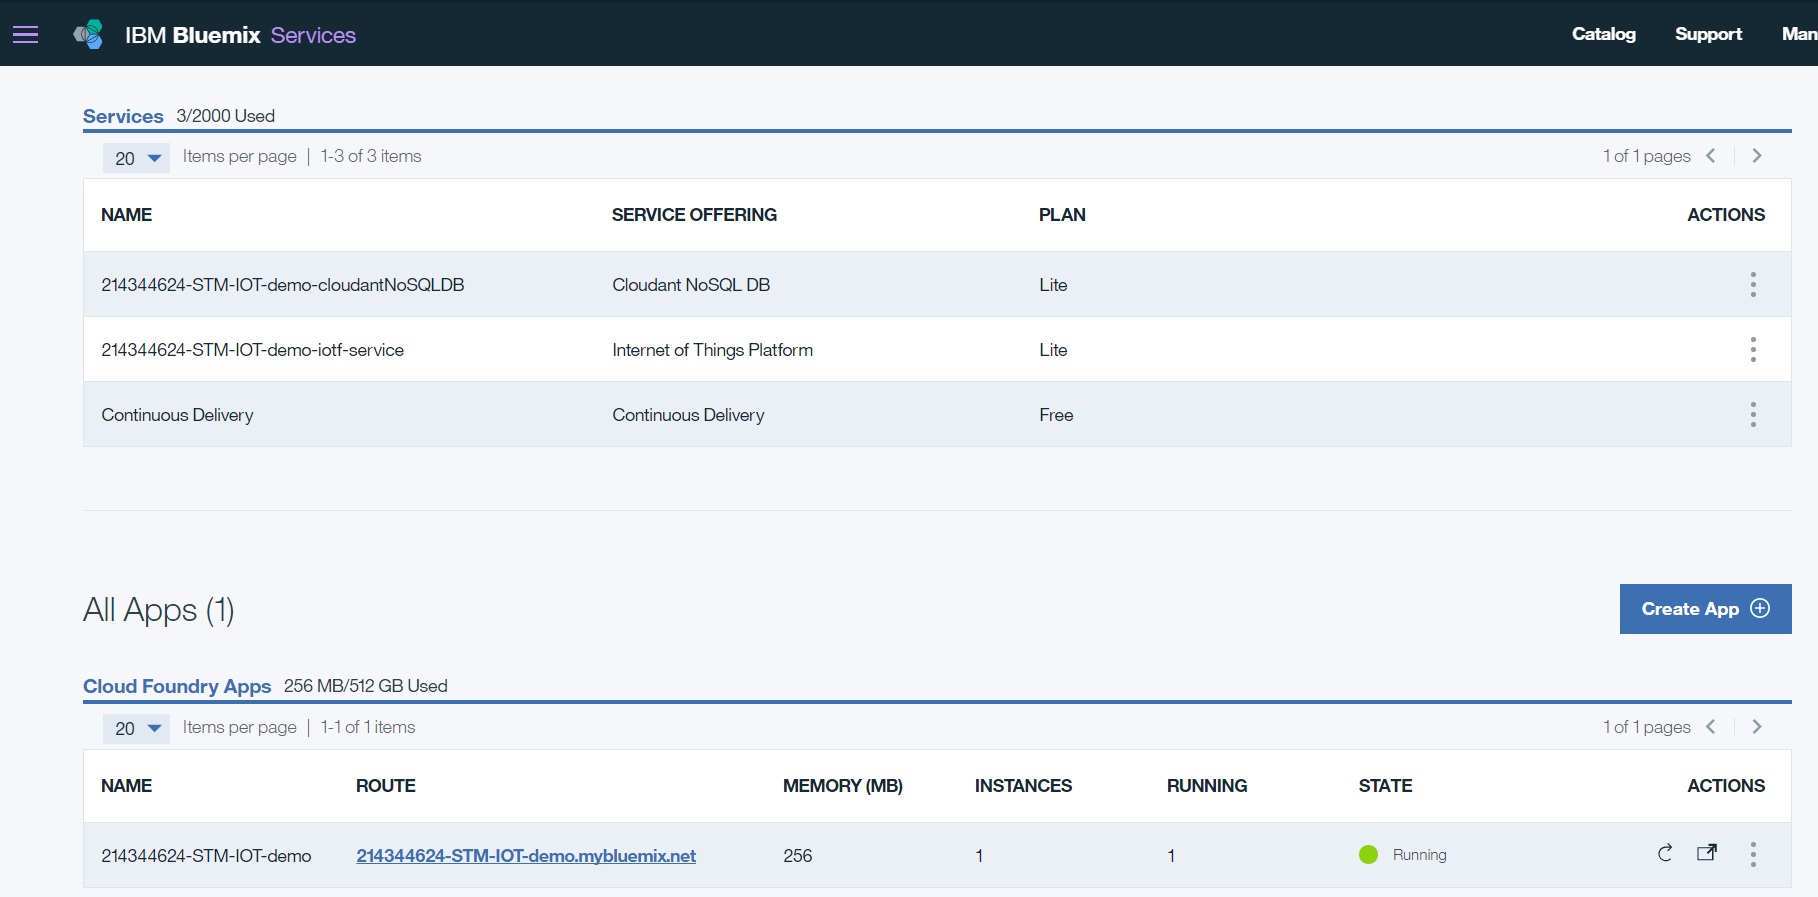 IBM Bluemix Services Catalog Support Man
Services 3/2000 Used
20 Items per page | 1-3 of 3 items 1 of 1 pages
NAME SERVICE OFFERING PLAN ACTIONS
214344624-STM-IOT-demo-cloudantNoSQLDB Cloudant NoSQL DB Lite
214344624-STM-IOT-demo-iotf-service Internet of Things Platform Lite
Continuous Delivery Continuous Delivery Free
All Apps (1) Create App
Cloud Foundry Apps 256 MB/512 GB Used
20 Items per page | 1-1 of 1 items 1 of 1 pages
NAME ROUTE MEMORY (MB) INSTANCES RUNNING STATE ACTIONS
214344624-STM-IOT-demo 214344624-STM-IOT-demo.mybluemix.net 256 1 1 Running